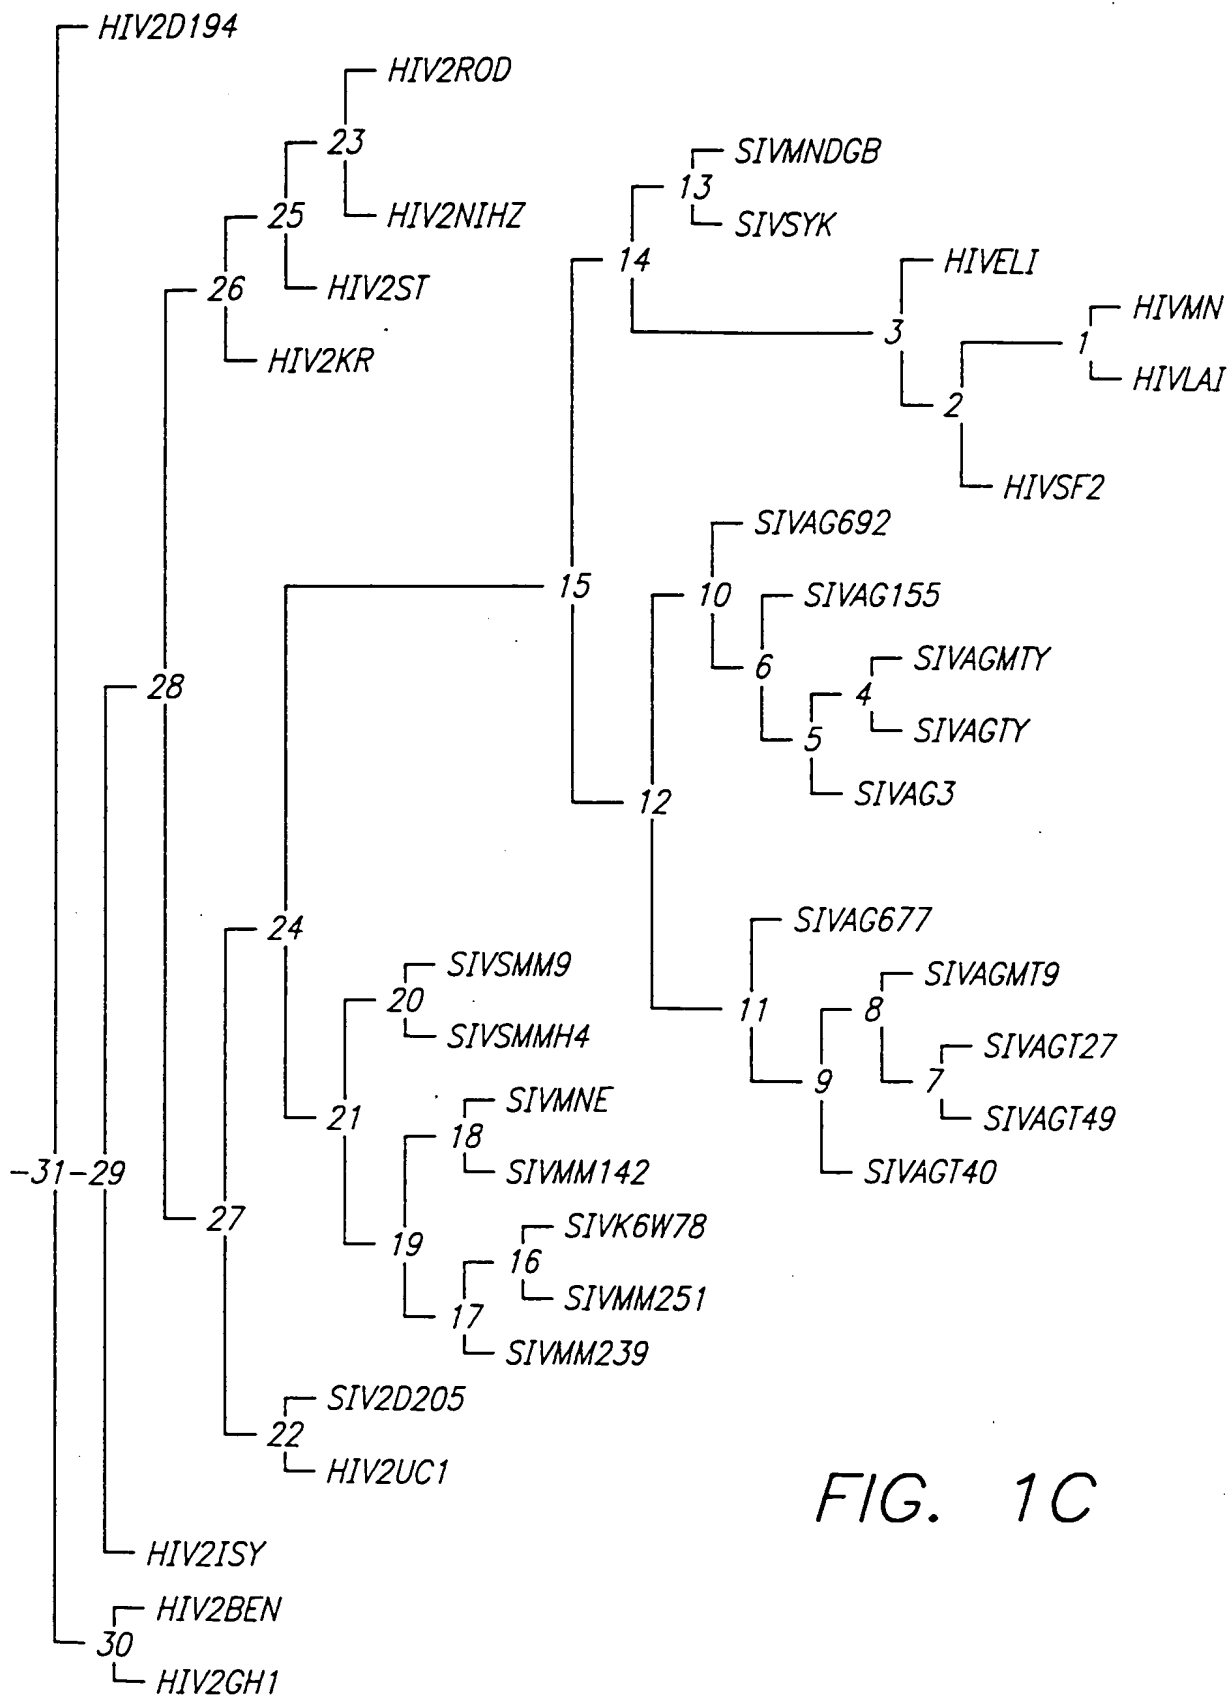 HIV2D194
HIV2ROD
23
SIVMNDGB
13
HIV2NIHZ
25
SIVSYK
14
HIVELI
26
HIV2ST
HIVMN
3
1
HIV2KR
HIVLAI
2
HIVSF2
SIVAG692
15
10
SIVAG155
6
SIVAGMTY
28
4
SIVAGTY
5
SIVAG3
12
SIVAG677
24
SIVSMM9
SIVAGMT9
20
11
8
SIVSMMH4
SIVAGT27
9
7
SIVMNE
21
SIVAGT49
18
-31-29
SIVMM142
SIVAGT40
27
SIVK6W78
19
16
SIVMM251
17
SIVMM239
SIV2D205
22
HIV2UC1
FIG. 1C
HIV2ISY
HIV2BEN
30
HIV2GH1